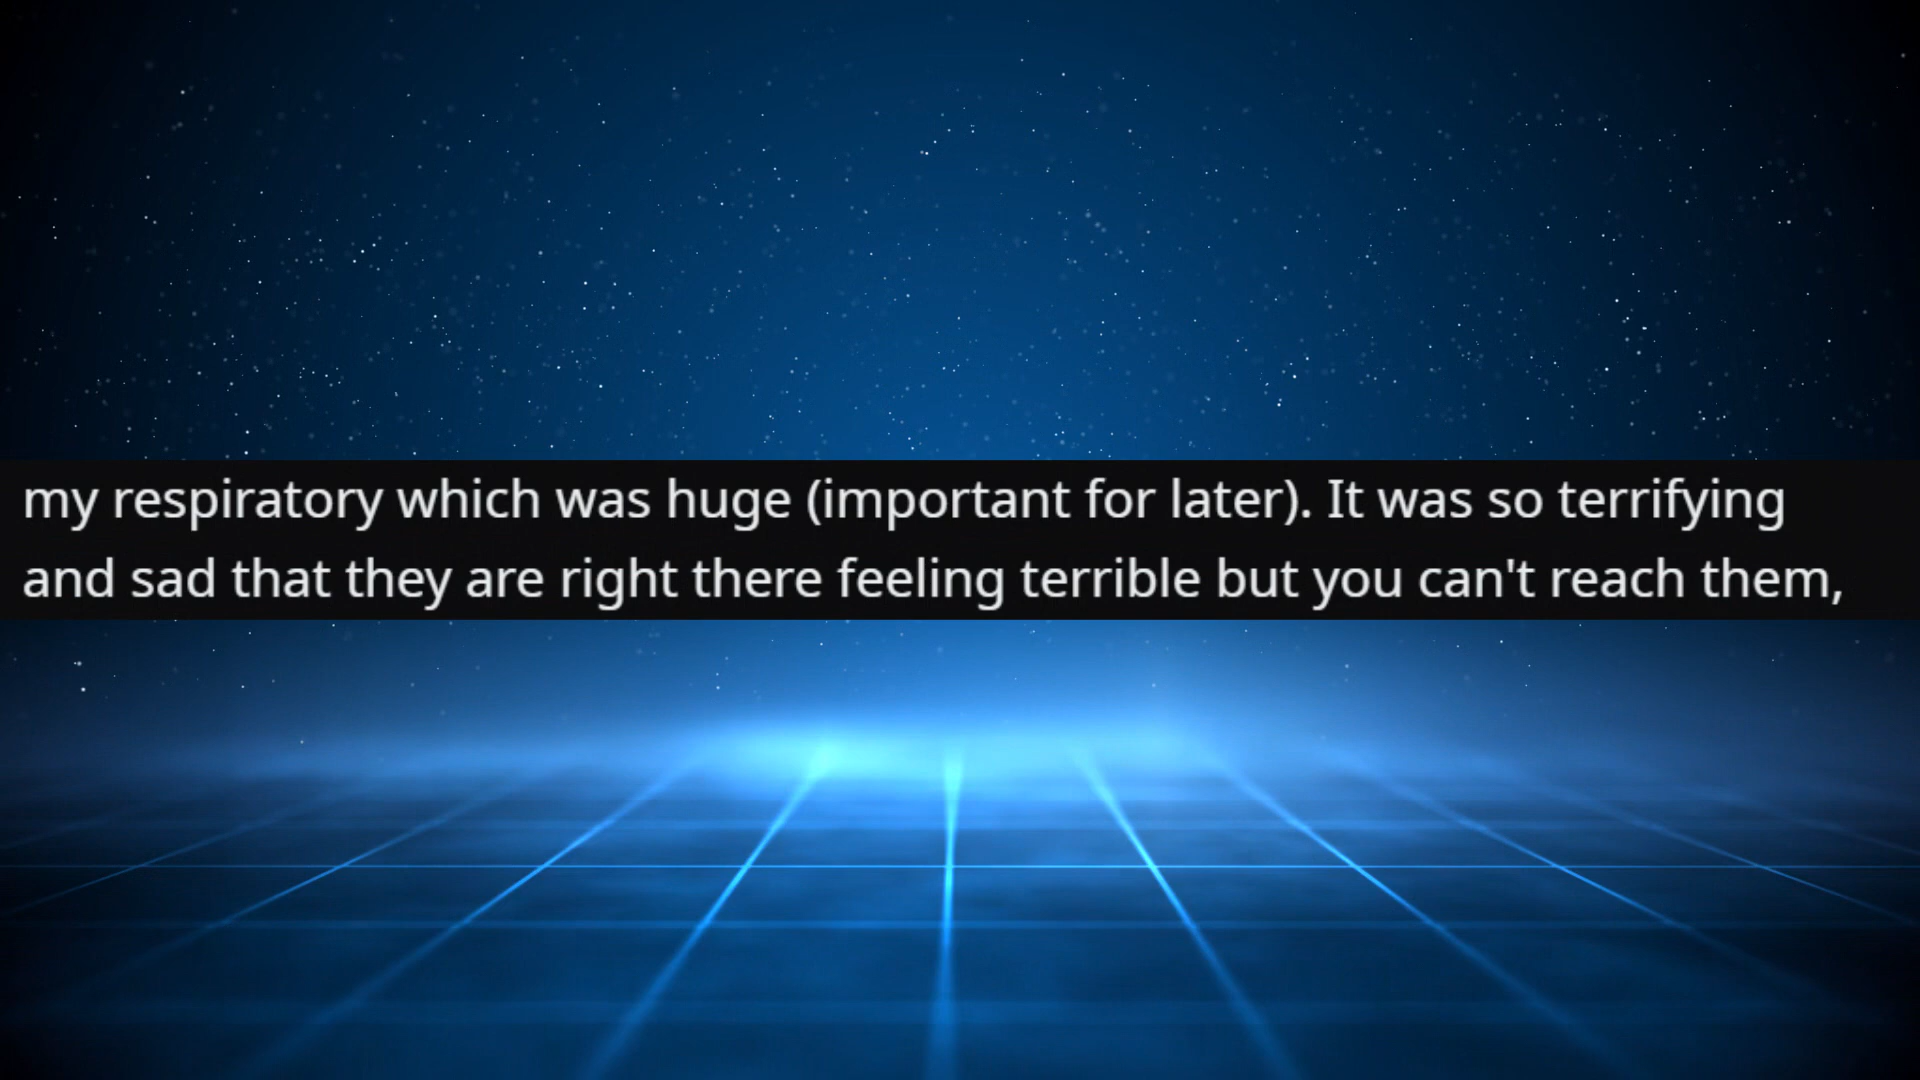 my respiratory which was huge (important for later). It was so terrifying
and sad that they are right there feeling terrible but you can't reach them,